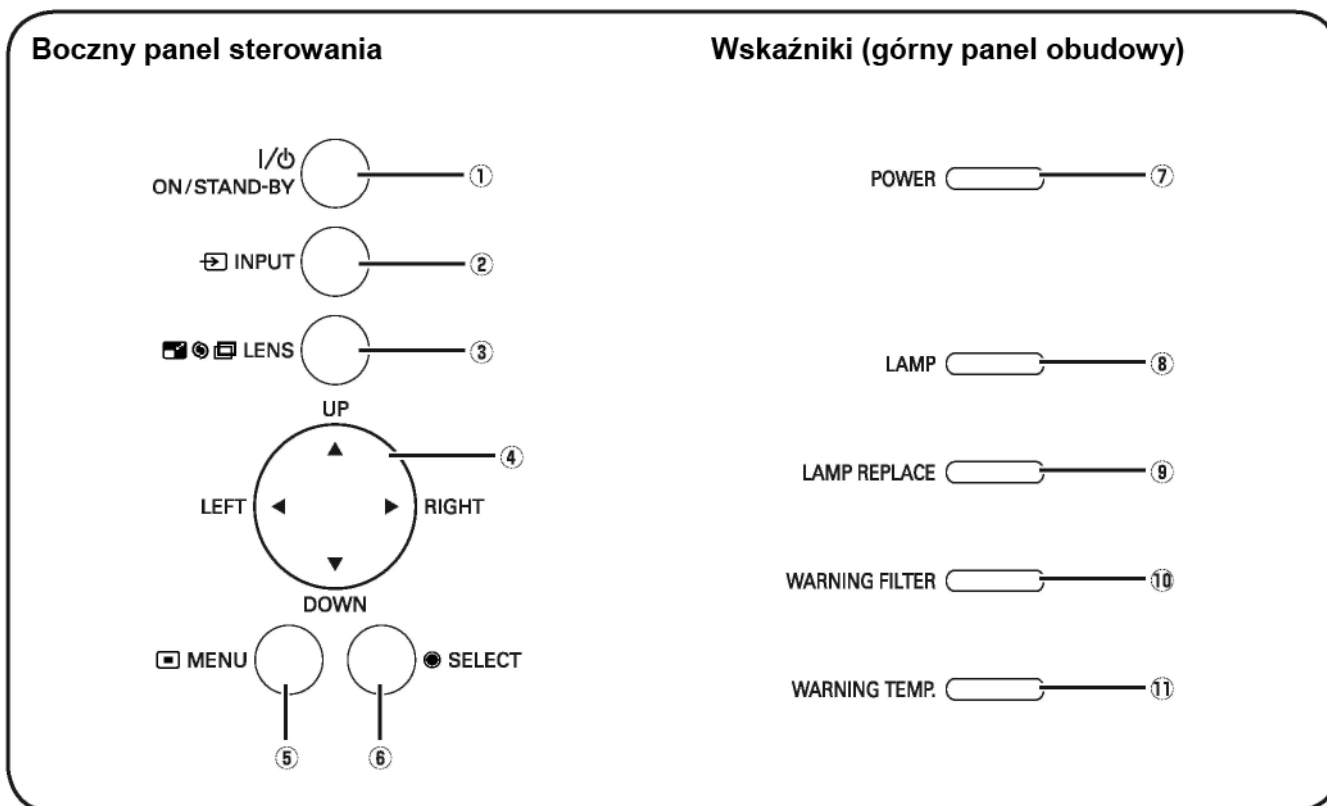 Boczny panel sterowania
I/⏻
ON/STAND-BY
①
INPUT
②
LENS
③
UP
④
LEFT
RIGHT
DOWN
MENU
SELECT
⑤
⑥
Wskaźniki (górny panel obudowy)
POWER
⑦
LAMP
⑧
LAMP REPLACE
⑨
WARNING FILTER
⑩
WARNING TEMP.
⑪